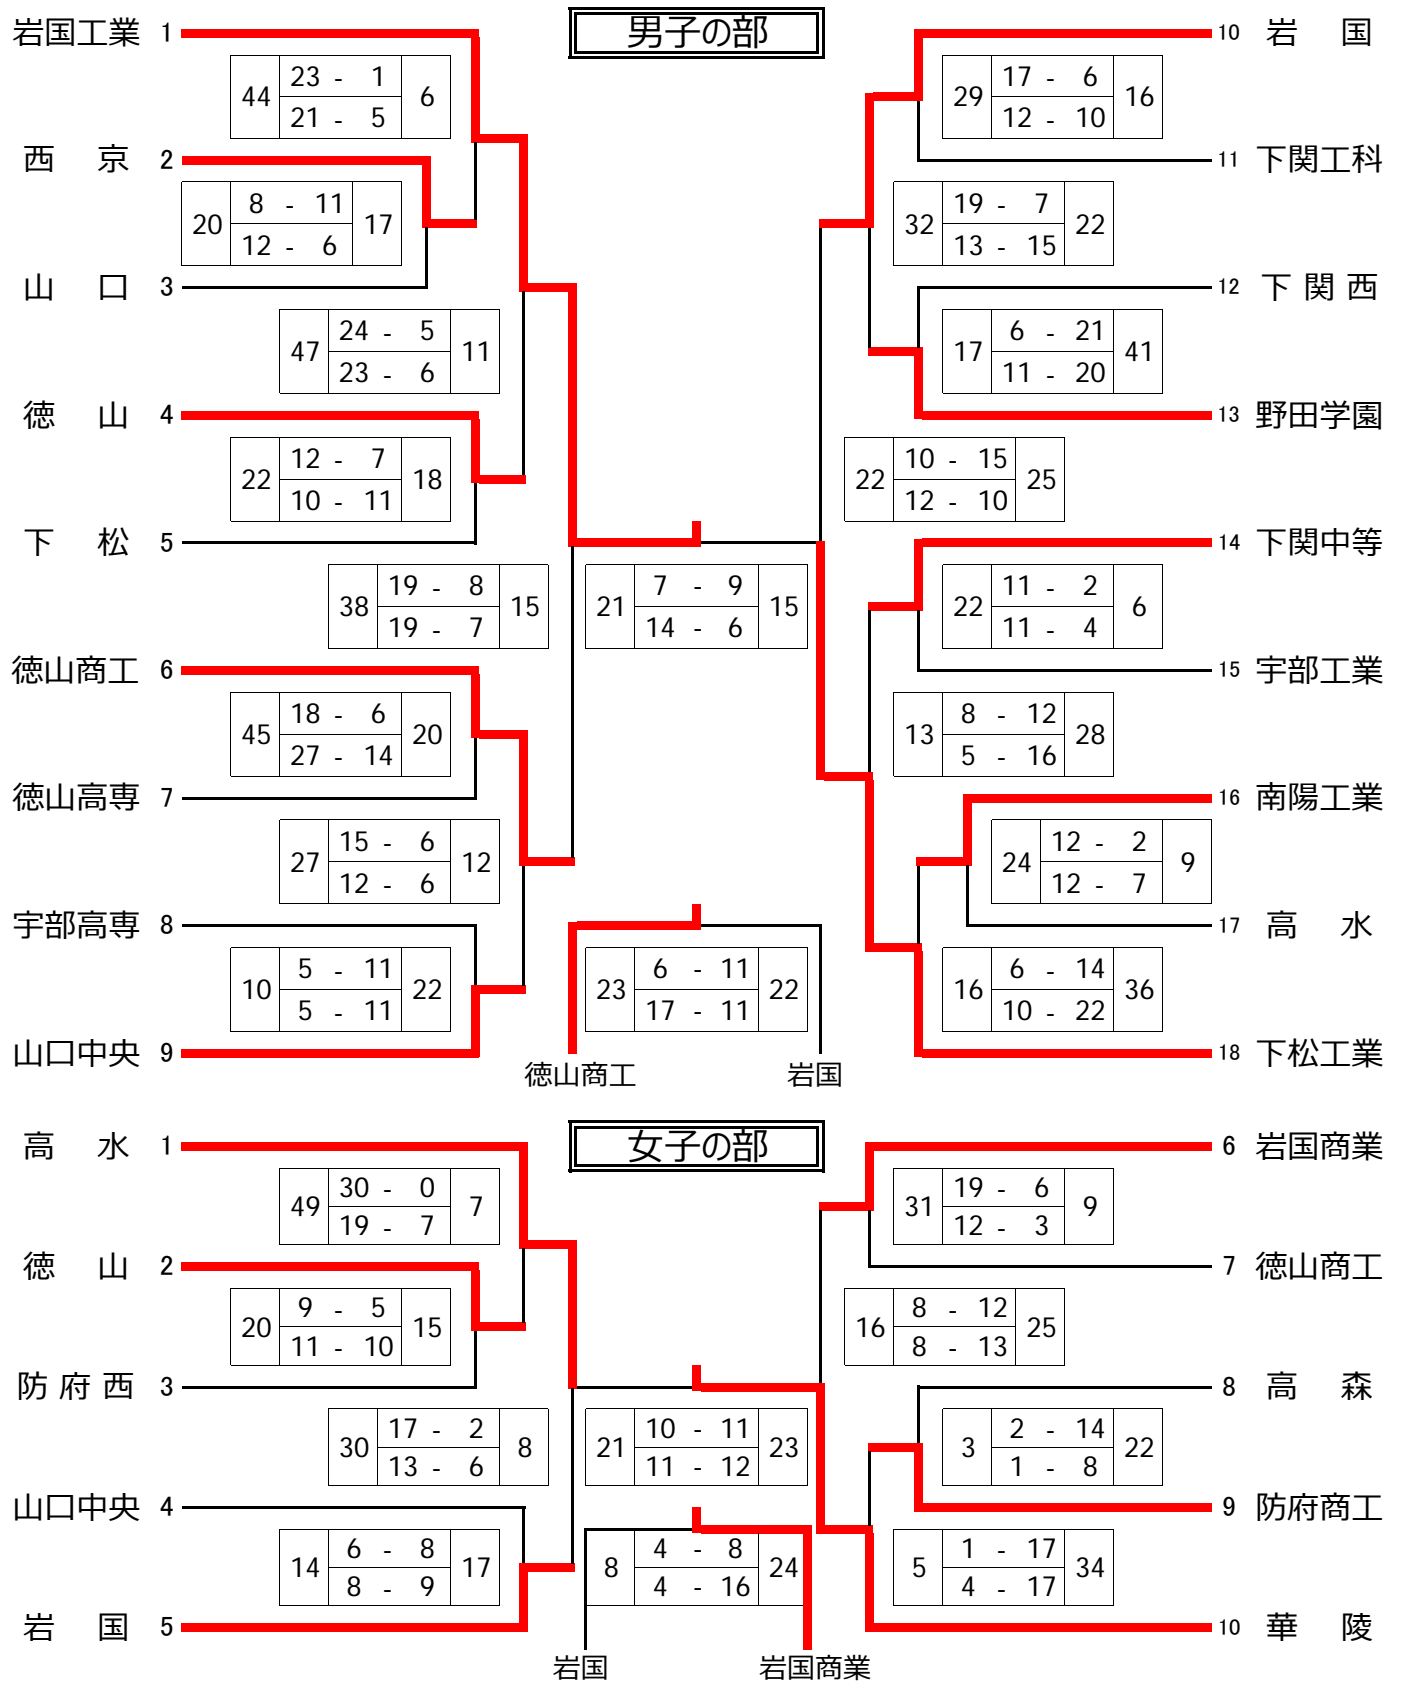 男子の部
岩国工業 1
44 23 - 1 6
21 - 5
西 京 2
20 8 - 11 17
12 - 6
山 口 3
47 24 - 5 11
23 - 6
徳 山 4
22 12 - 7 18
10 - 11
下 松 5
38 19 - 8 15
19 - 7
徳山商工 6
45 18 - 6 20
27 - 14
徳山高専 7
27 15 - 6 12
12 - 6
宇部高専 8
10 5 - 11 22
5 - 11
山口中央 9
21 7 - 9 15
14 - 6
23 6 - 11 22
17 - 11
徳山商工 岩国
10 岩 国
29 17 - 6 16
12 - 10
11 下関工科
32 19 - 7 22
13 - 15
12 下 関 西
17 6 - 21 41
11 - 20
13 野田学園
22 10 - 15 25
12 - 10
14 下関中等
22 11 - 2 6
11 - 4
15 宇部工業
13 8 - 12 28
5 - 16
16 南陽工業
24 12 - 2 9
12 - 7
17 高 水
16 6 - 14 36
10 - 22
18 下松工業
女子の部
高 水 1
49 30 - 0 7
19 - 7
徳 山 2
20 9 - 5 15
11 - 10
防 府 西 3
30 17 - 2 8
13 - 6
山口中央 4
14 6 - 8 17
8 - 9
岩 国 5
21 10 - 11 23
11 - 12
8 4 - 8 24
4 - 16
岩国 岩国商業
6 岩国商業
31 19 - 6 9
12 - 3
7 徳山商工
16 8 - 12 25
8 - 13
8 高 森
3 2 - 14 22
1 - 8
9 防府商工
5 1 - 17 34
4 - 17
10 華 陵